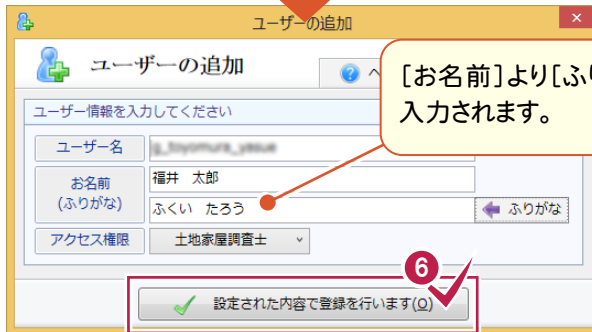 ユーザーの追加
ユーザーの追加
? ヘ
[お名前]より[ふり
入力されます。
ユーザー情報を入力してください
ユーザー名
お名前
(ふりがな)
福井 太郎
ふくい たろう
ふりがな
アクセス権限
土地家屋調査士
6
設定された内容で登録を行います(O)